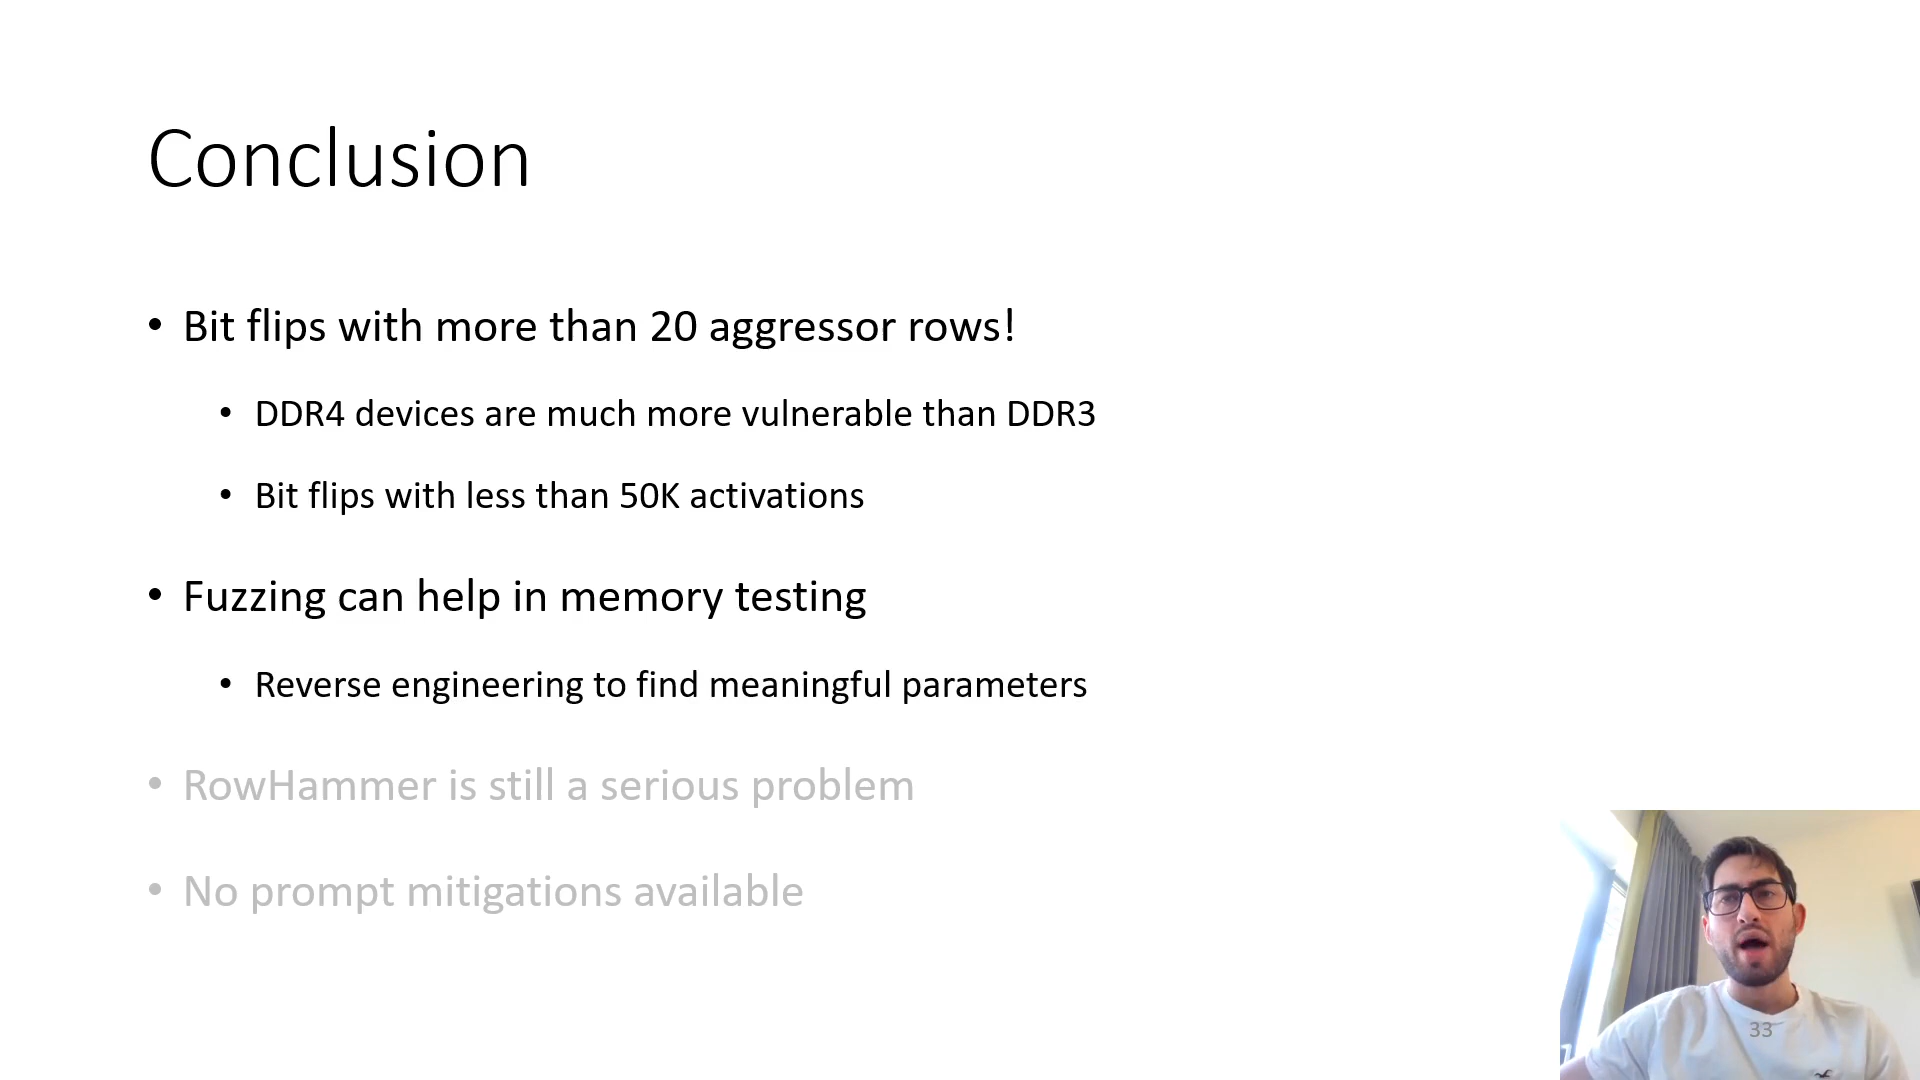 Conclusion
• Bit flips with more than 20 aggressor rows!
• DDR4 devices are much more vulnerable than DDR3
• Bit flips with less than 50K activations
• Fuzzing can help in memory testing
• Reverse engineering to find meaningful parameters
• RowHammer is still a serious problem
• No prompt mitigations available
33